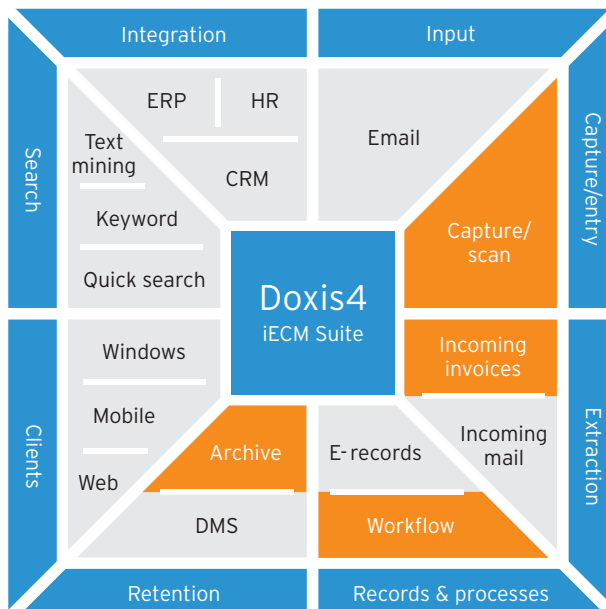 Integration
Input
ERP
HR
CRM
Email
Search
Text
mining
Keyword
Quick search
Capture/entry
Capture/
scan
Doxis4
iECM Suite
Clients
Windows
Mobile
Web
Incoming
invoices
Incoming
mail
Extraction
Archive
DMS
E-records
Workflow
Retention
Records & processes